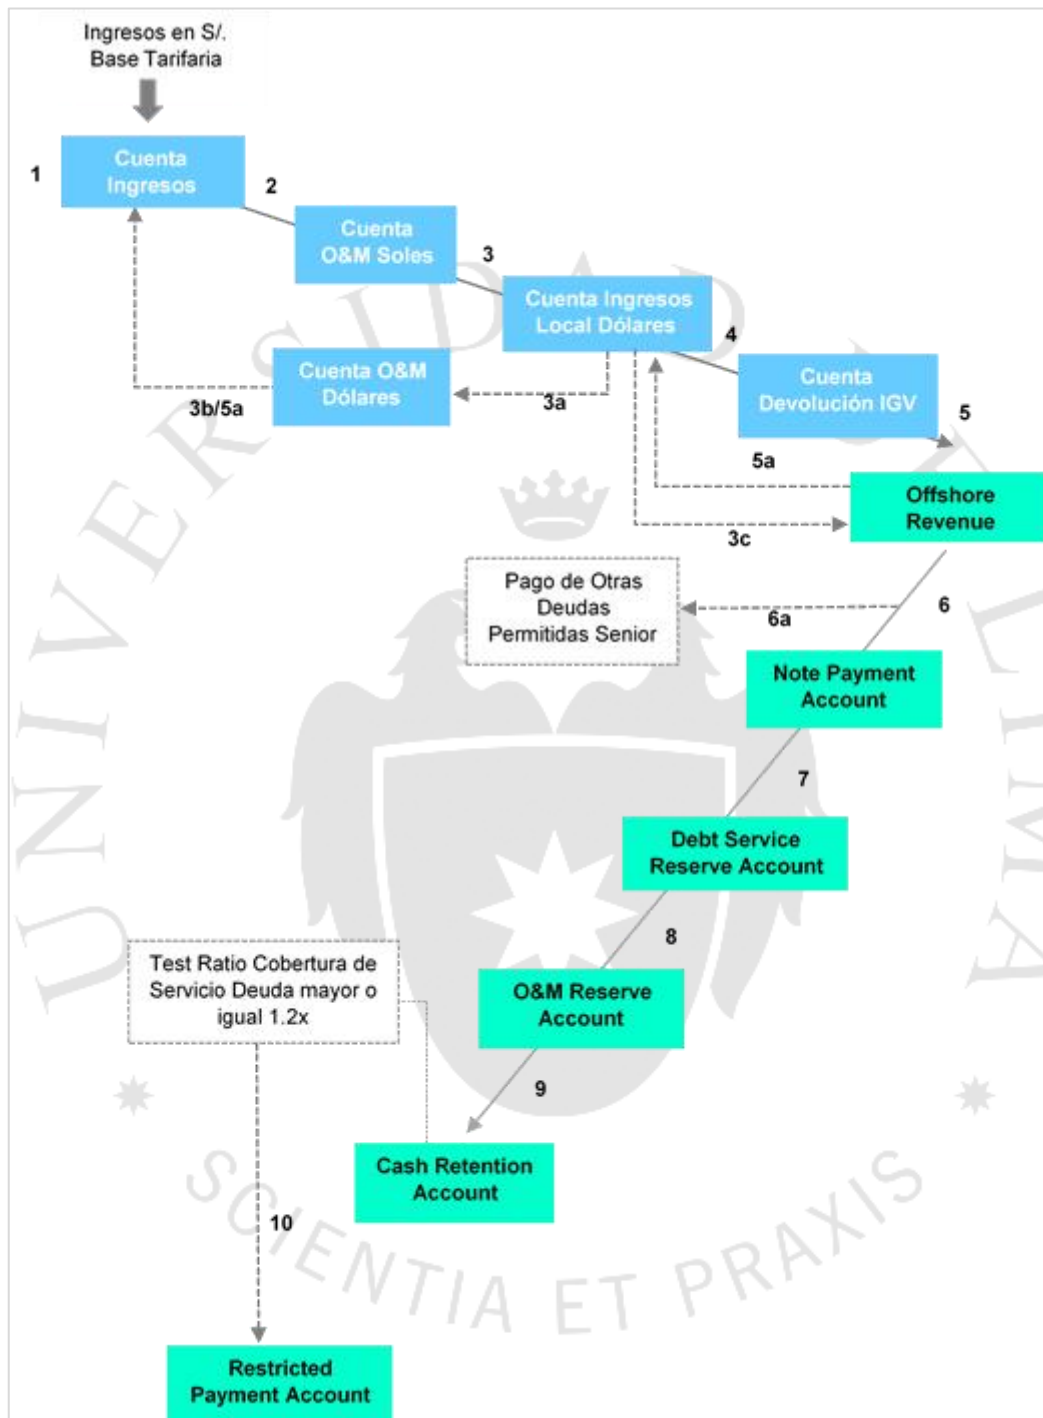 Ingresos en S/.
Base Tarifaria
1
Cuenta
Ingresos
2
Cuenta
O&M Soles
3
Cuenta Ingresos
Local Dólares
4
Cuenta
Devolución IGV
5
Cuenta O&M
Dólares
3b/5a
3a
5a
3c
Offshore
Revenue
Pago de Otras
Deudas
Permitidas Senior
6a
6
Note Payment
Account
7
Debt Service
Reserve Account
8
O&M Reserve
Account
Test Ratio Cobertura de
Servicio Deuda mayor o
igual 1.2x
9
Cash Retention
Account
10
Restricted
Payment Account
UNIVERSIDAD DE LIMA
SCIENTIA ET PRAXIS